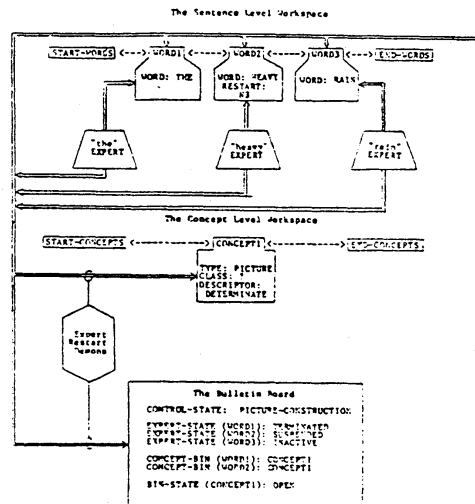 The Sentence Level Workspace
START-WORDS WORD1 WORD2 WORD3 END-WORDS
WORD: THE
WORD: HEAVY
RESTART:
WORD: RAIN
"the"
EXPERT
"heavy"
EXPERT
"rain"
EXPERT
The Concept Level Workspace
START-CONCEPTS CONCEPT1 END-CONCEPTS
TYPE: PICTURE
CLASS: ?
DESCRIPTOR:
DETERMINATE
Expert
Restart
Demons
The Bulletin Board
CONTROL-STATE: PICTURE-CONSTRUCTION
EXPERT-STATE (WORD1): TERMINATED
EXPERT-STATE (WORD2): SUSPENDED
EXPERT-STATE (WORD3): INACTIVE
CONCEPT-BIN (WORD1): CONCEPT1
CONCEPT-BIN (WORD2): CONCEPT1
BIN-STATE (CONCEPT1): OPEN